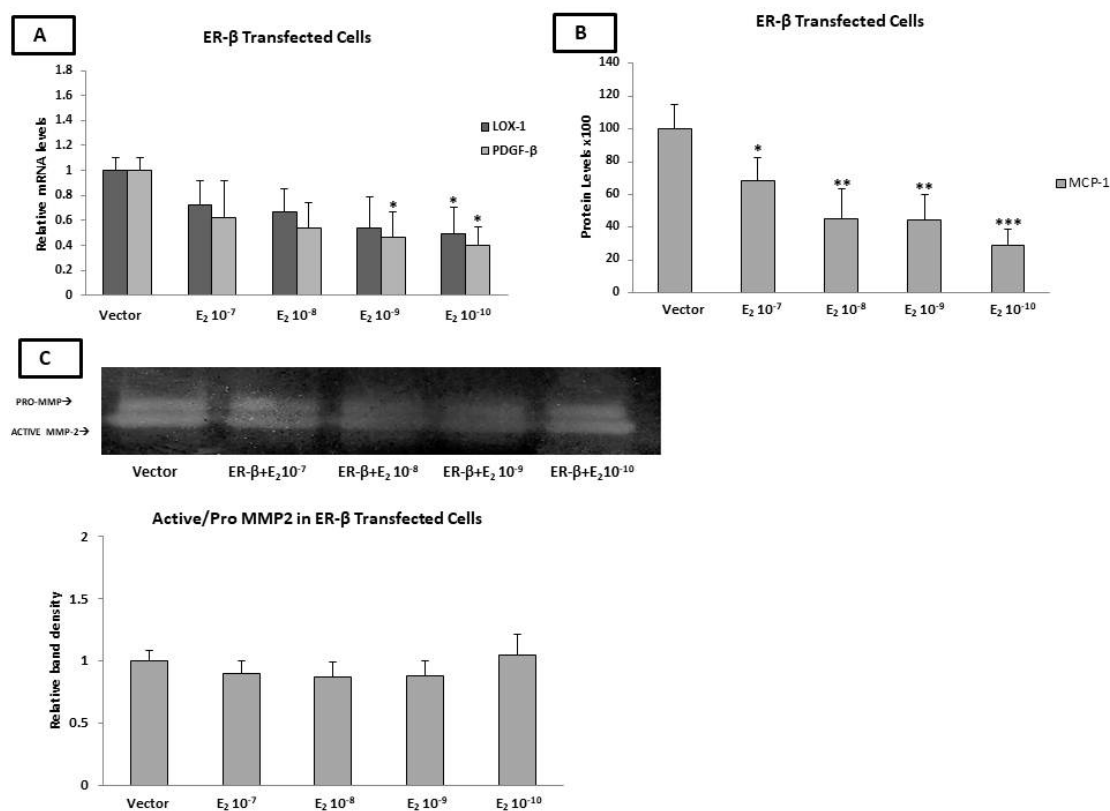 A
ER-β Transfected Cells
Relative mRNA levels
1.8
1.6
1.4
1.2
1
0.8
0.6
0.4
0.2
0
*
*
*
LOX-1
PDGF-β
Vector E₂ 10⁻⁷ E₂ 10⁻⁸ E₂ 10⁻⁹ E₂ 10⁻¹⁰
B
ER-β Transfected Cells
Protein Levels x100
140
120
100
80
60
40
20
0
*
**
**
***
MCP-1
Vector E₂ 10⁻⁷ E₂ 10⁻⁸ E₂ 10⁻⁹ E₂ 10⁻¹⁰
C
PRO-MMP→
ACTIVE MMP-2→
Vector ER-β+E₂10⁻⁷ ER-β+E₂ 10⁻⁸ ER-β+E₂ 10⁻⁹ ER-β+E₂10⁻¹⁰
Active/Pro MMP2 in ER-β Transfected Cells
Relative band density
2
1.5
1
0.5
0
Vector E₂ 10⁻⁷ E₂ 10⁻⁸ E₂ 10⁻⁹ E₂ 10⁻¹⁰